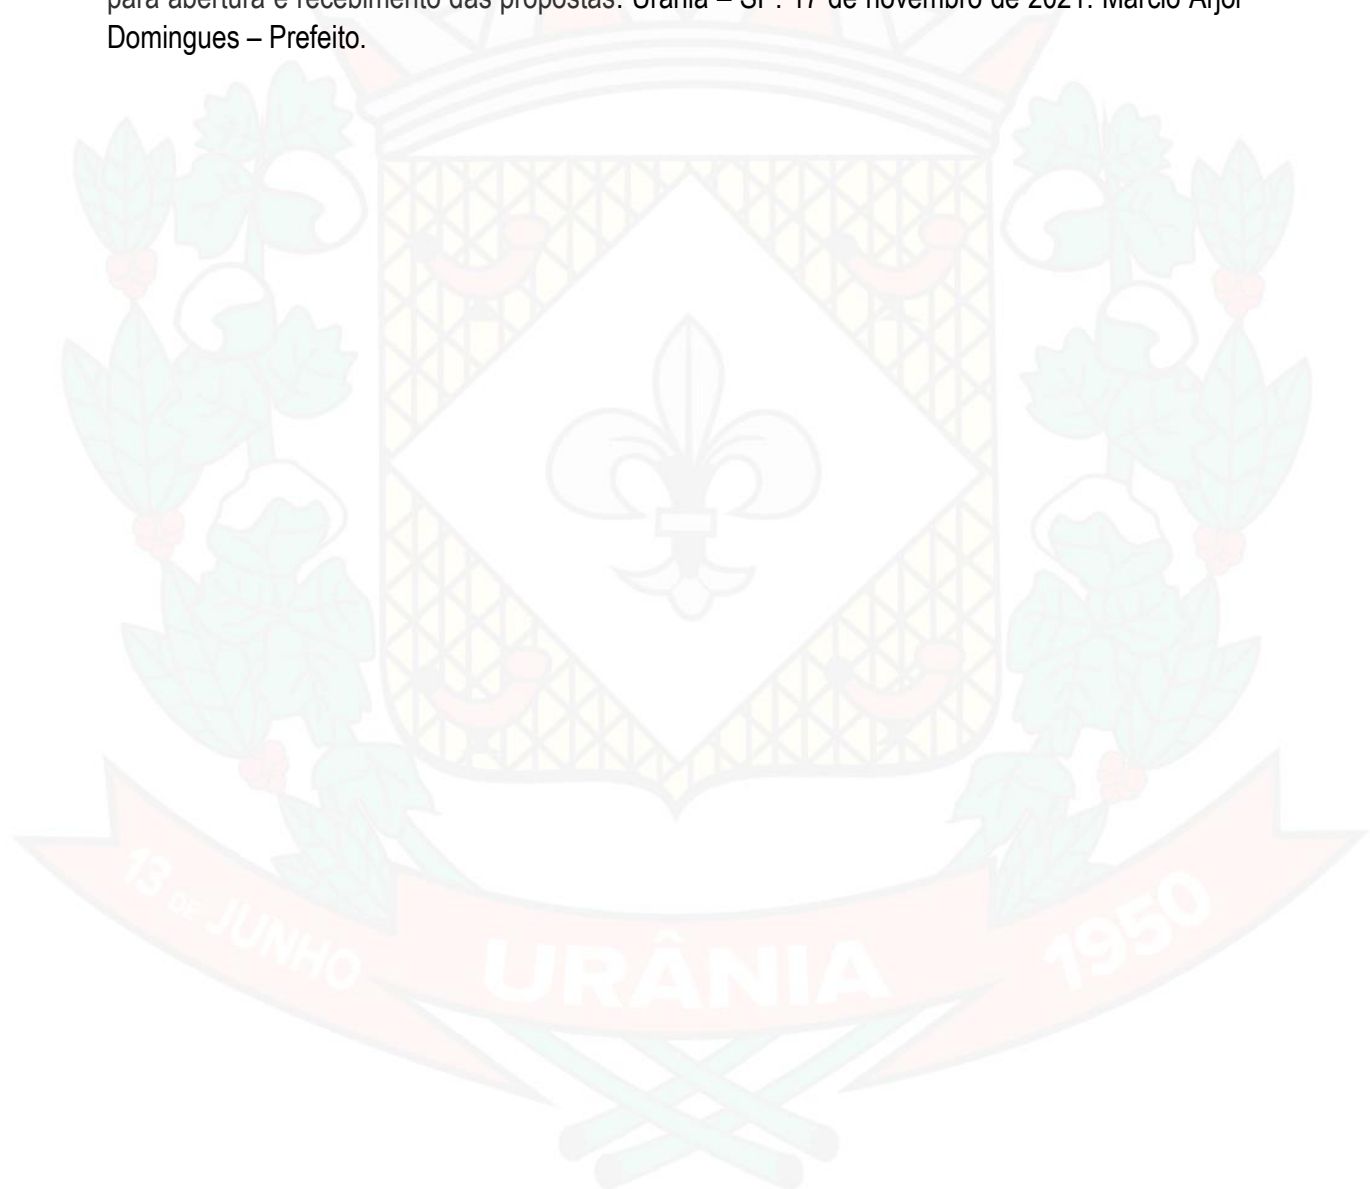 para abertura e recebimento das propostas. Urânia – SP. 17 de novembro de 2021. Márcio Arjol
Domingues – Prefeito.
13 DE JUNHO
URÂNIA
1950